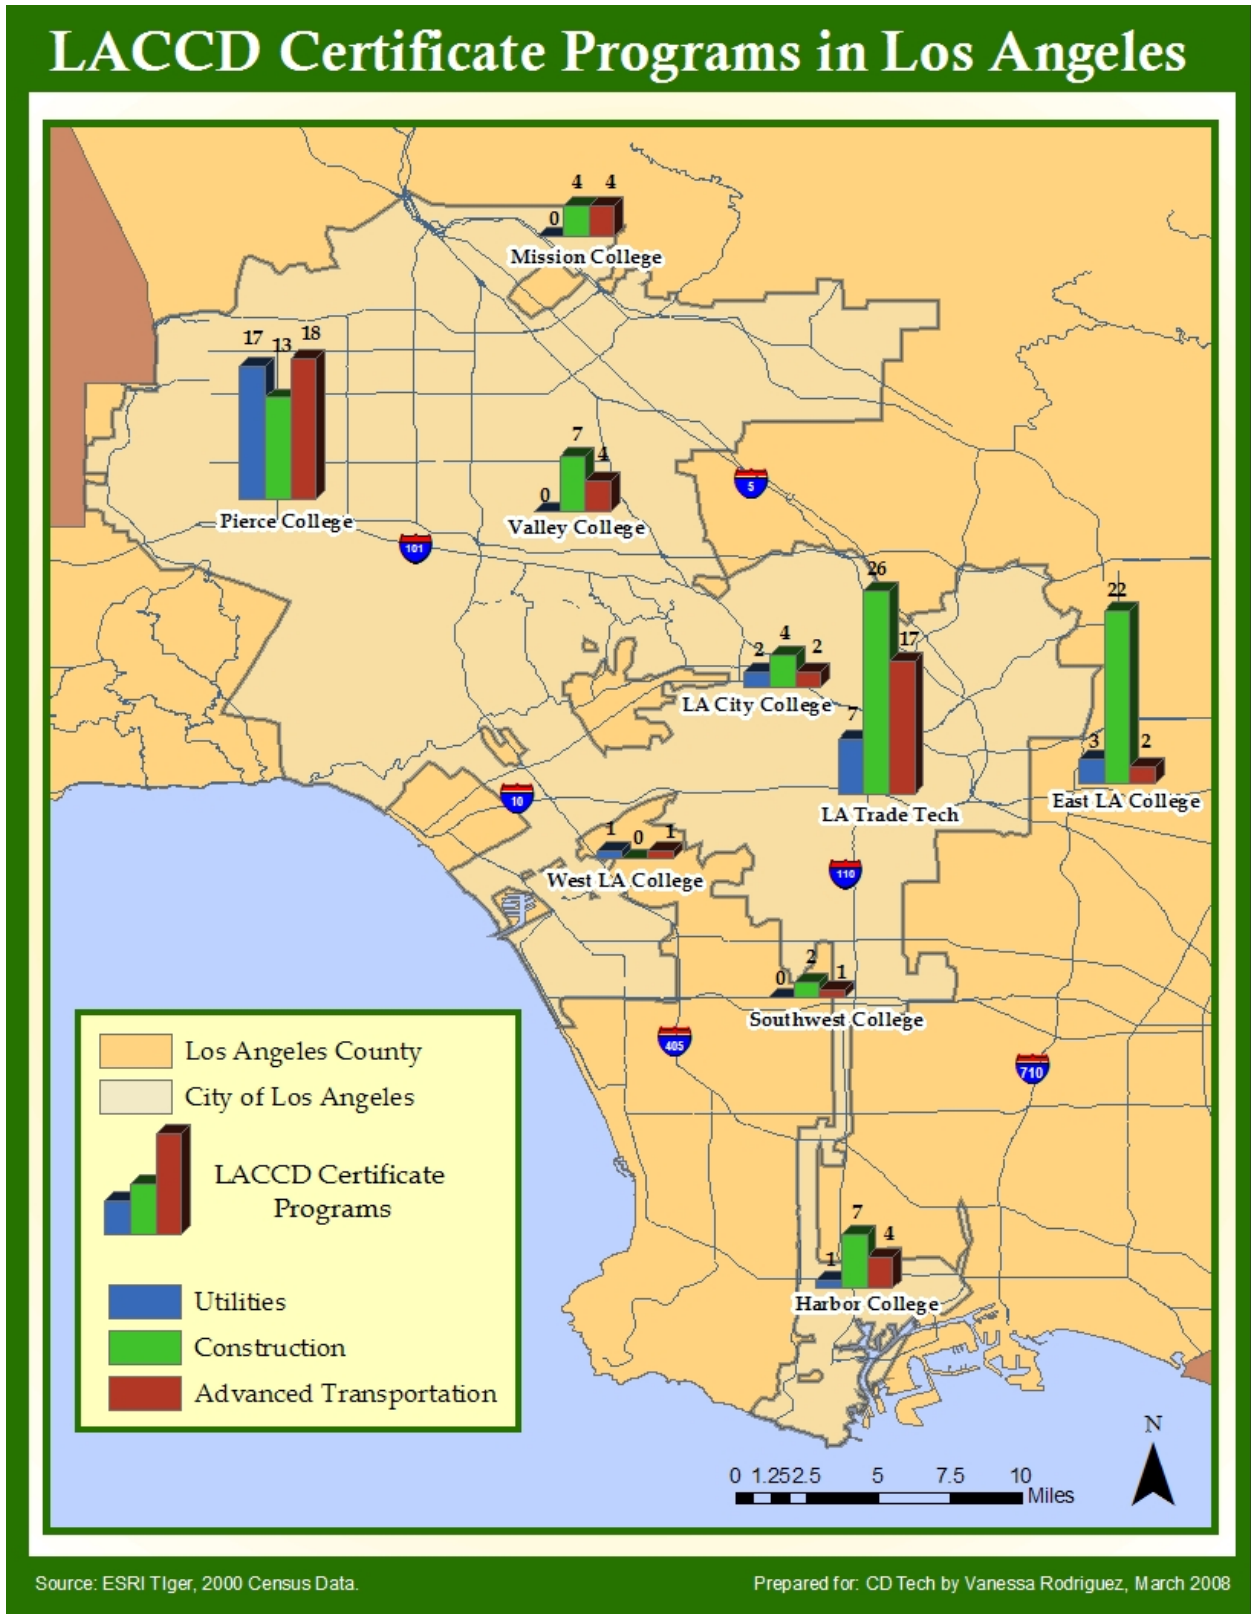 LACCD Certificate Programs in Los Angeles
4 4
0
Mission College
17 13 18
Pierce College
7
4
0
Valley College
5
101
26
22
17
2 4 2
LA City College
7
3 2
East LA College
LA Trade Tech
10
1 0 1
West LA College
110
0 2 1
Southwest College
405
710
Los Angeles County
City of Los Angeles
LACCD Certificate
Programs
Utilities
Construction
Advanced Transportation
7
4
1
Harbor College
N
0 1.25 2.5 5 7.5 10
Miles
Source: ESRI TIger, 2000 Census Data.
Prepared for: CD Tech by Vanessa Rodriguez, March 2008